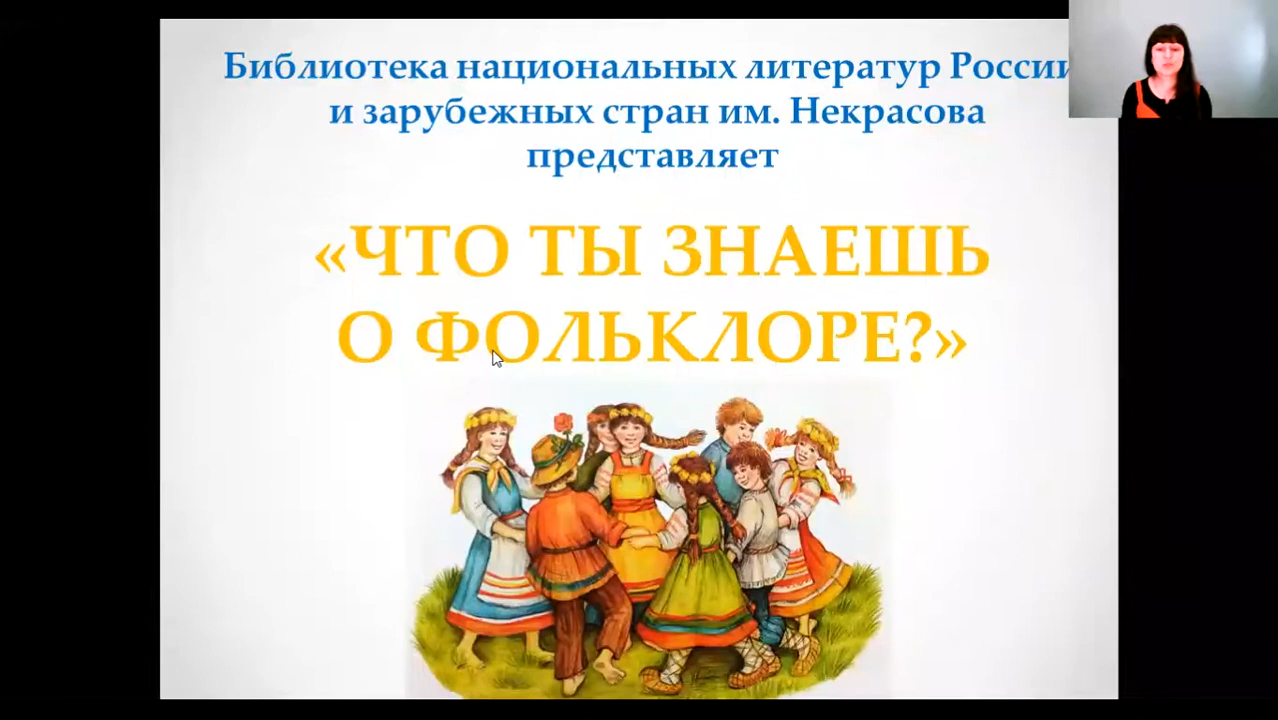 Библиотека национальных литератур России
и зарубежных стран им. Некрасова
представляет
«ЧТО ТЫ ЗНАЕШЬ
О ФОЛЬКЛОРЕ?»